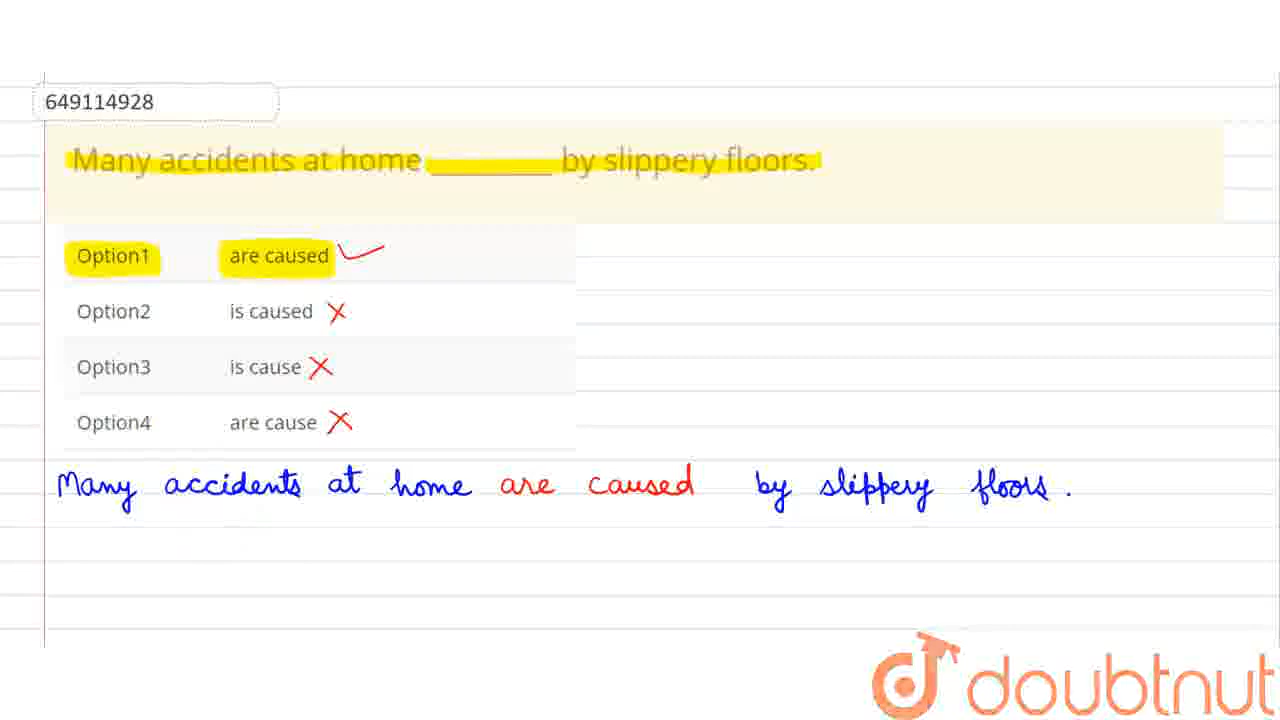 649114928
Many accidents at home __________ by slippery floors.
Option1 are caused
Option2 is caused
Option3 is cause
Option4 are cause
Many accidents at home are caused by slippery floors.
doubtnut